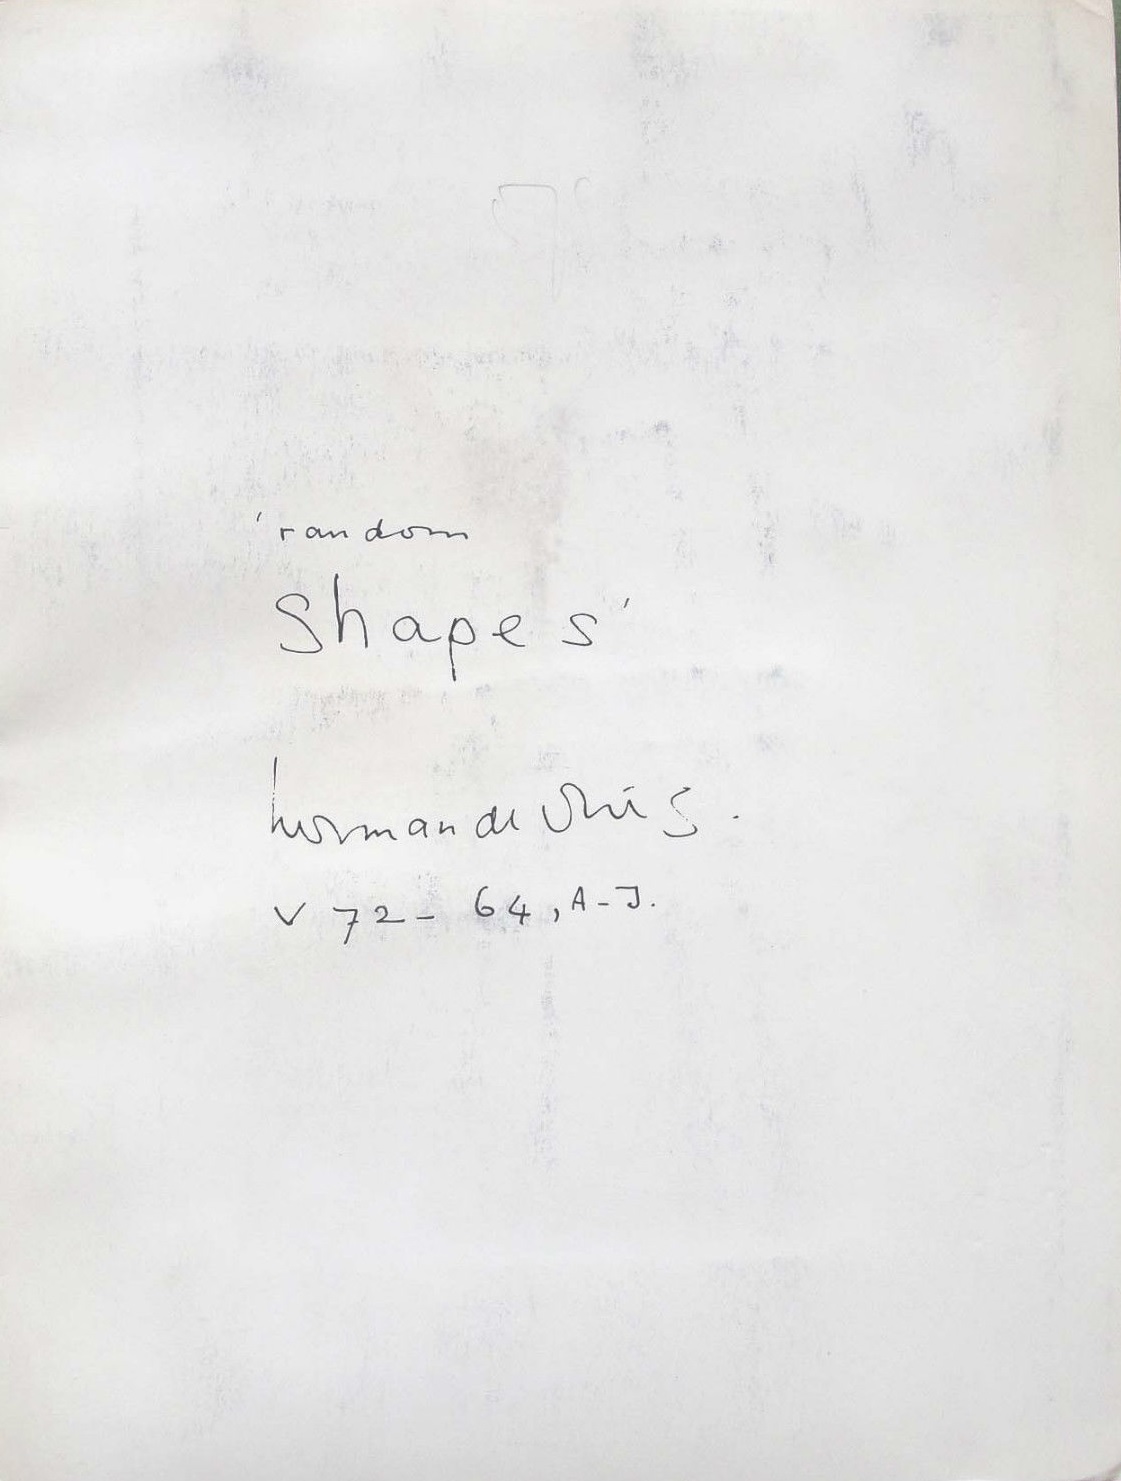 'random
shapes'
herman de vries.
V 72 - 64, A-J.